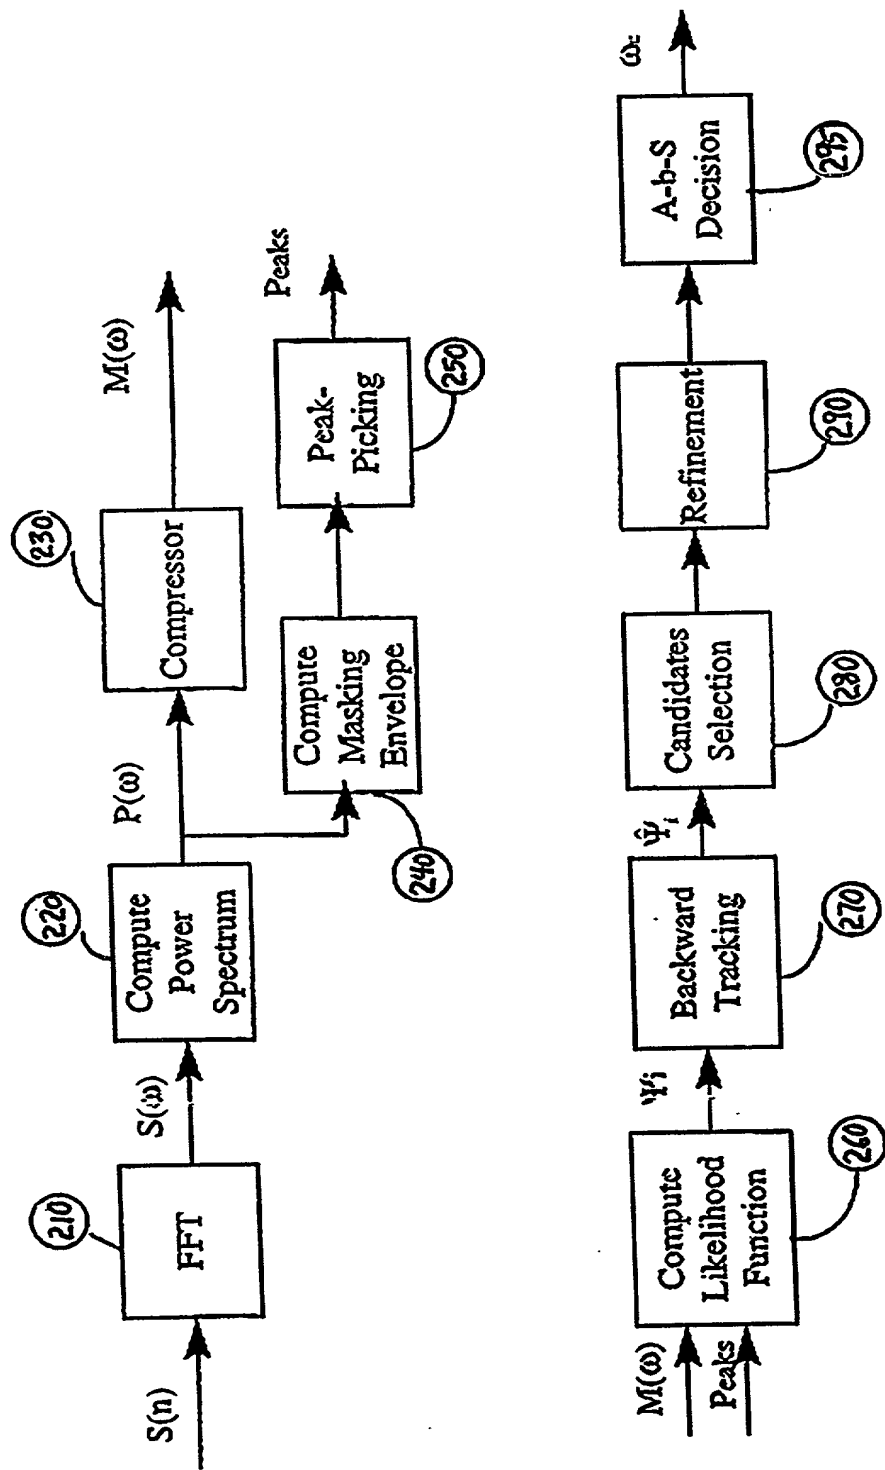 S(n)
FFT
210
S(ω)
Compute
Power
Spectrum
220
P(ω)
Compressor
230
M(ω)
Compute
Masking
Envelope
240
Peak-
Picking
250
Peaks
M(ω)
Peaks
Compute
Likelihood
Function
260
Ψi
Backward
Tracking
270
Ψ̂i
Candidates
Selection
280
Refinement
290
A-b-S
Decision
295